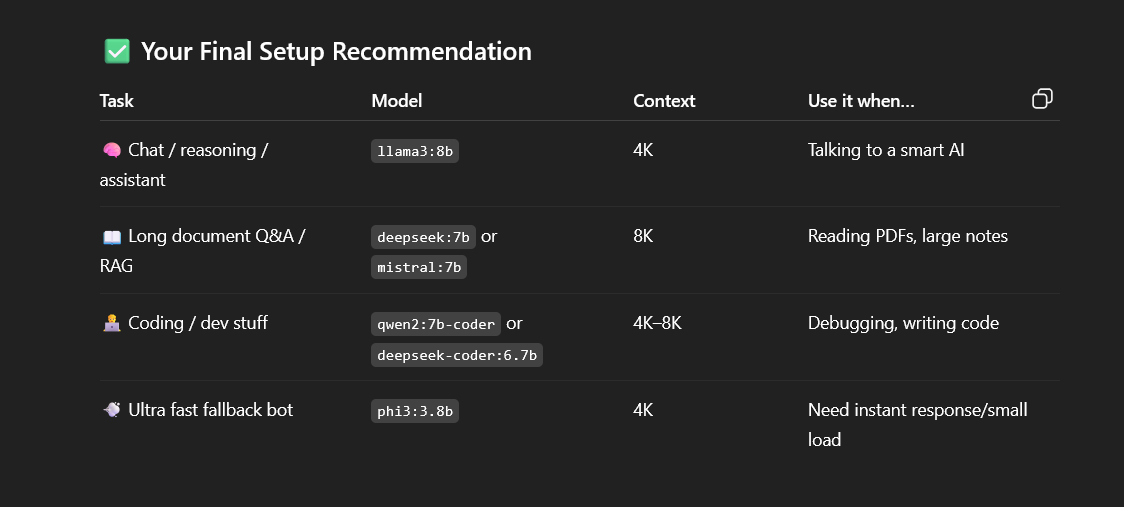 ✅ Your Final Setup Recommendation
Task Model Context Use it when...
🧠 Chat / reasoning / assistant llama3:8b 4K Talking to a smart AI
📖 Long document Q&A / RAG deepseek:7b or mistral:7b 8K Reading PDFs, large notes
🧑‍💻 Coding / dev stuff qwen2:7b-coder or deepseek-coder:6.7b 4K–8K Debugging, writing code
Ultra fast fallback bot phi3:3.8b 4K Need instant response/small load